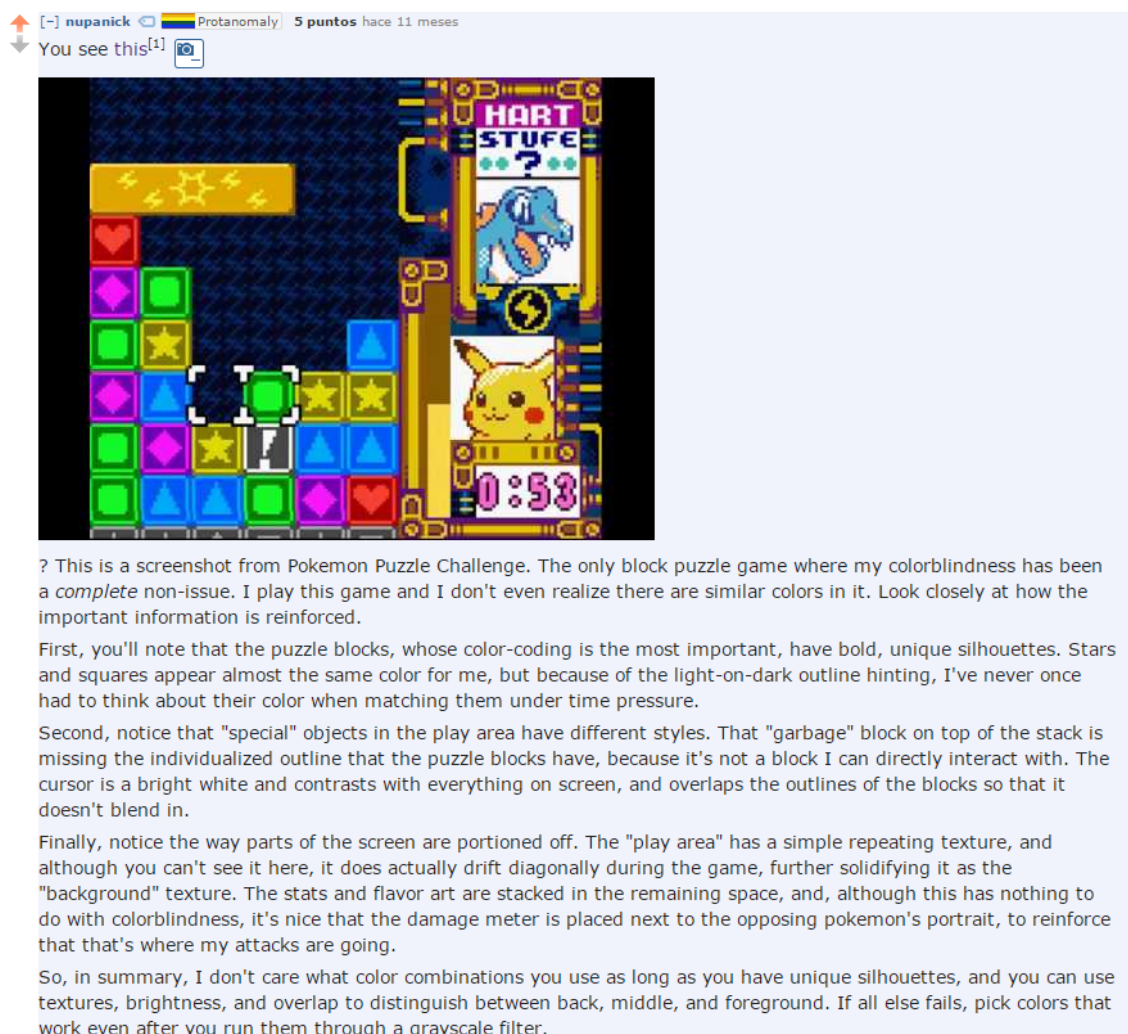 [-] nupanick Protanomaly 5 puntos hace 11 meses
You see this[1]
HART
STUFE
?
0:53
? This is a screenshot from Pokemon Puzzle Challenge. The only block puzzle game where my colorblindness has been
a complete non-issue. I play this game and I don't even realize there are similar colors in it. Look closely at how the
important information is reinforced.
First, you'll note that the puzzle blocks, whose color-coding is the most important, have bold, unique silhouettes. Stars
and squares appear almost the same color for me, but because of the light-on-dark outline hinting, I've never once
had to think about their color when matching them under time pressure.
Second, notice that "special" objects in the play area have different styles. That "garbage" block on top of the stack is
missing the individualized outline that the puzzle blocks have, because it's not a block I can directly interact with. The
cursor is a bright white and contrasts with everything on screen, and overlaps the outlines of the blocks so that it
doesn't blend in.
Finally, notice the way parts of the screen are portioned off. The "play area" has a simple repeating texture, and
although you can't see it here, it does actually drift diagonally during the game, further solidifying it as the
"background" texture. The stats and flavor art are stacked in the remaining space, and, although this has nothing to
do with colorblindness, it's nice that the damage meter is placed next to the opposing pokemon's portrait, to reinforce
that that's where my attacks are going.
So, in summary, I don't care what color combinations you use as long as you have unique silhouettes, and you can use
textures, brightness, and overlap to distinguish between back, middle, and foreground. If all else fails, pick colors that
work even after you run them through a grayscale filter.